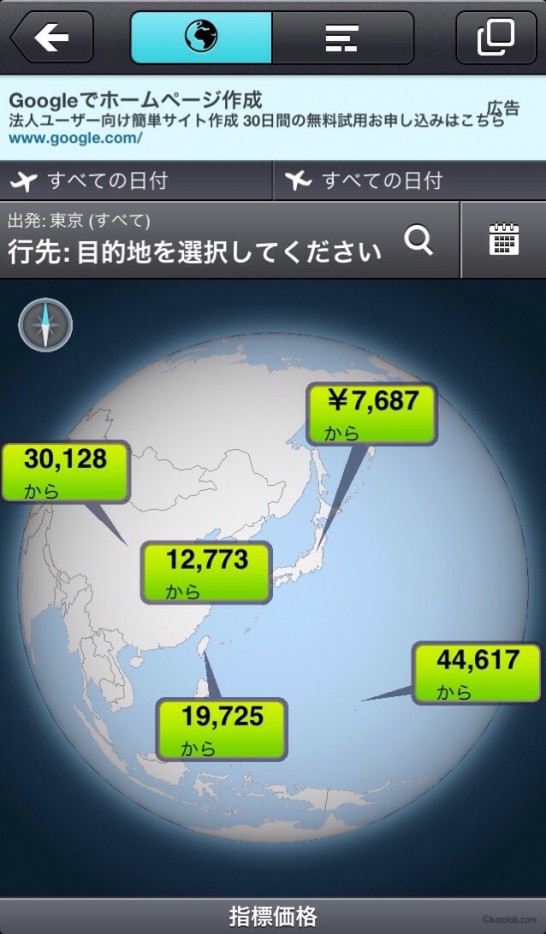 Googleでホームページ作成
広告
法人ユーザー向け簡単サイト作成 30日間の無料試用お申し込みはこちら
www.google.com/
すべての日付 すべての日付
出発: 東京 (すべて)
行先: 目的地を選択してください
¥7,687
から
30,128
から
12,773
から
44,617
から
19,725
から
指標価格